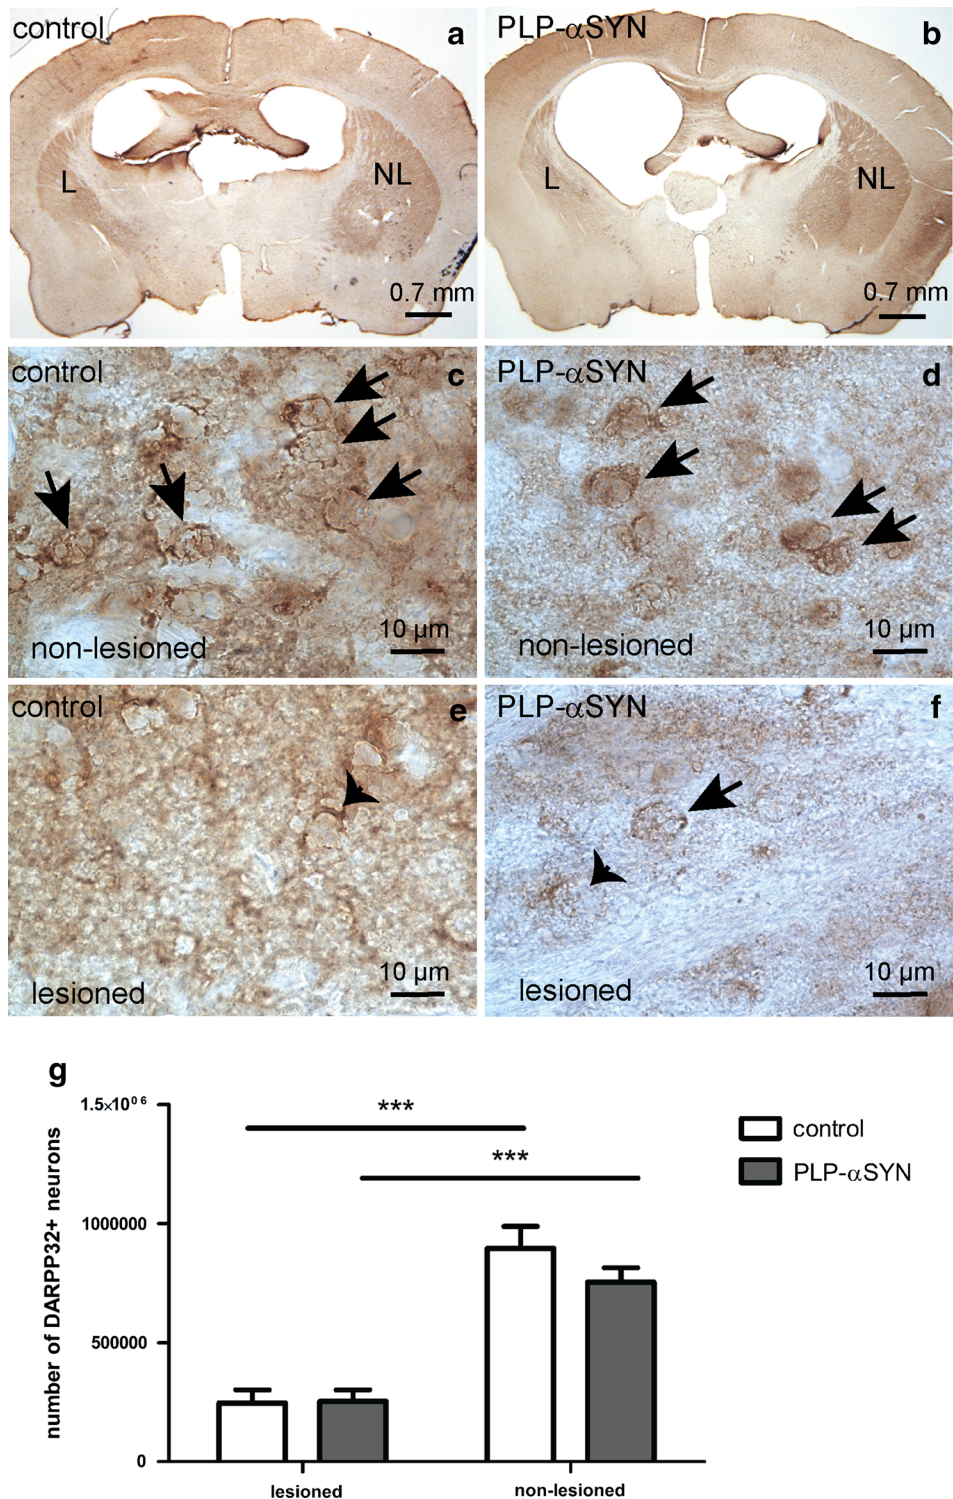 control
a
L
NL
0.7 mm
PLP-αSYN
b
L
NL
0.7 mm
control
c
non-lesioned
10 µm
PLP-αSYN
d
non-lesioned
10 µm
control
e
lesioned
10 µm
PLP-αSYN
f
lesioned
10 µm
g
number of DARPP32+ neurons
1.5×10⁰⁶
1000000
500000
0
***
***
control
PLP-αSYN
lesioned
non-lesioned